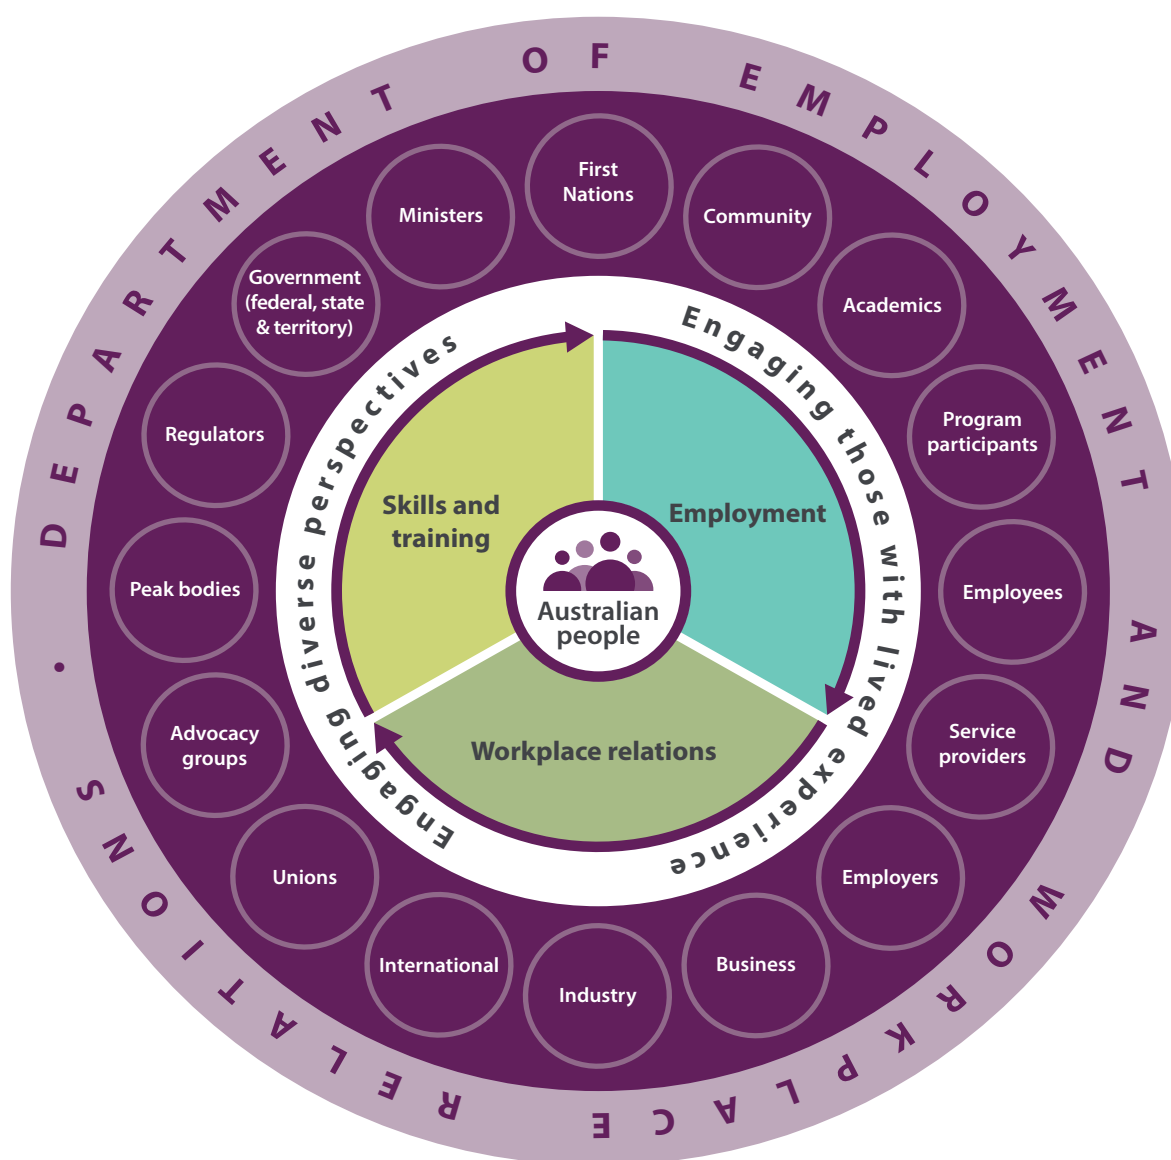 DEPARTMENT OF EMPLOYMENT AND WORKPLACE RELATIONS •
First
Nations
Community
Academics
Program
participants
Employees
Service
providers
Employers
Business
Industry
International
Unions
Advocacy
groups
Peak bodies
Regulators
Government
(federal, state
& territory)
Ministers
Engaging those with lived experience
Engaging diverse perspectives
Skills and
training
Employment
Workplace relations
Australian
people